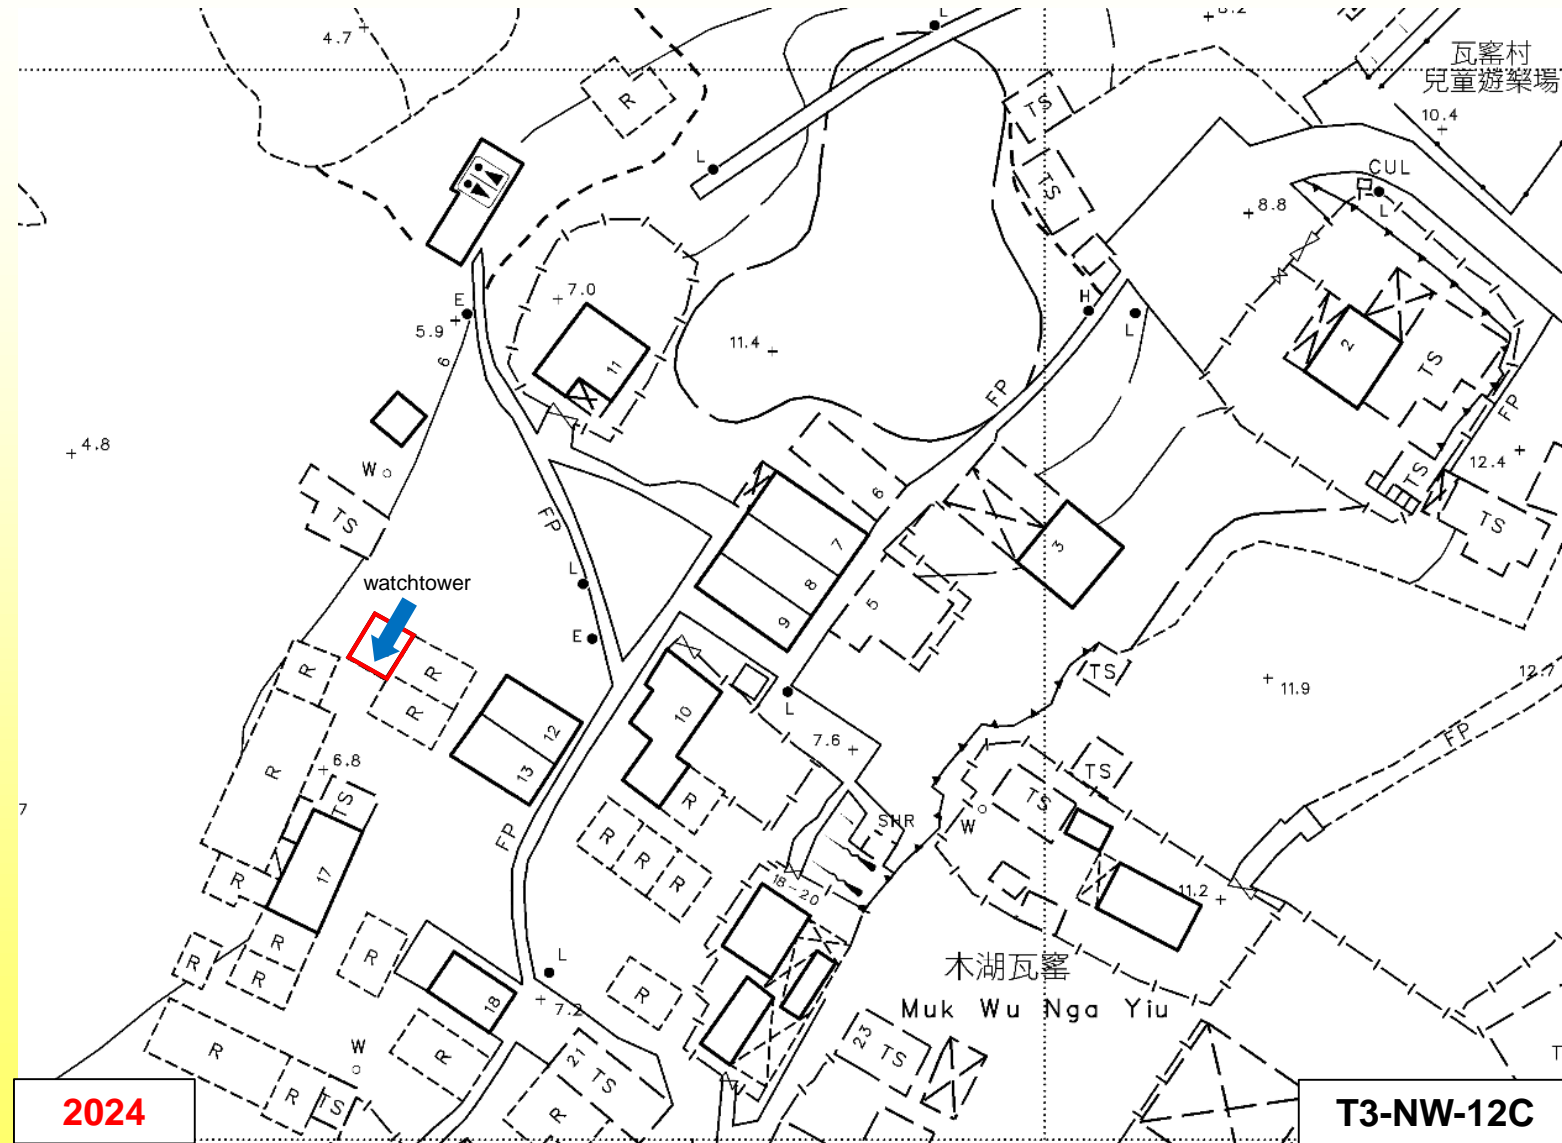 4.7
L
8.2
瓦窰村
兒童遊樂場
R
TS
10.4
L
CUL
TS
L
8.8
E
7.0
H
L
5.9
6
11.4
2
11
TS
FP
FP
4.8
W
12.4
6
TS
TS
FP
TS
7
3
L
8
watchtower
5
9
E
R
R
TS
12.7
11.9
R
10
L
12
FP
7.6
6.8
13
R
TS
TS
7
TS
R
SHR
W
FP
R
R
R
17
R
18-20
11.2
R
R
L
木湖瓦窰
R
R
R
18
7.2
Muk Wu Nga Yiu
23
TS
W
R
R
21
TS
T
R
TS
R
2024
T3-NW-12C